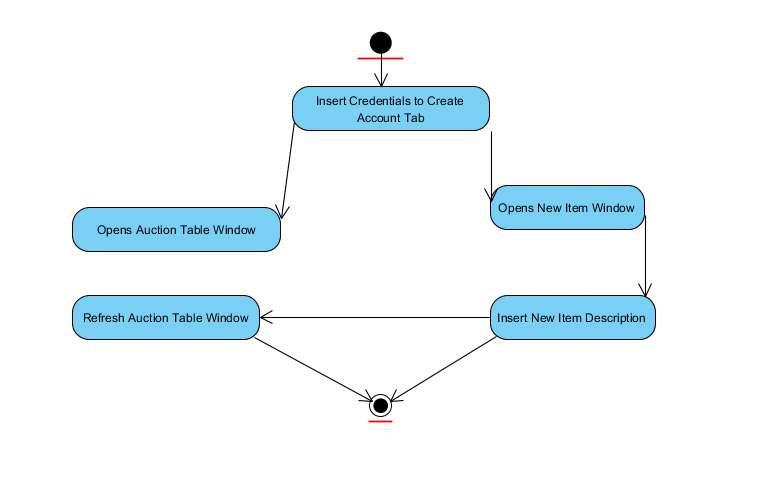 Insert Credentials to Create
Account Tab
Opens New Item Window
Opens Auction Table Window
Refresh Auction Table Window
Insert New Item Description